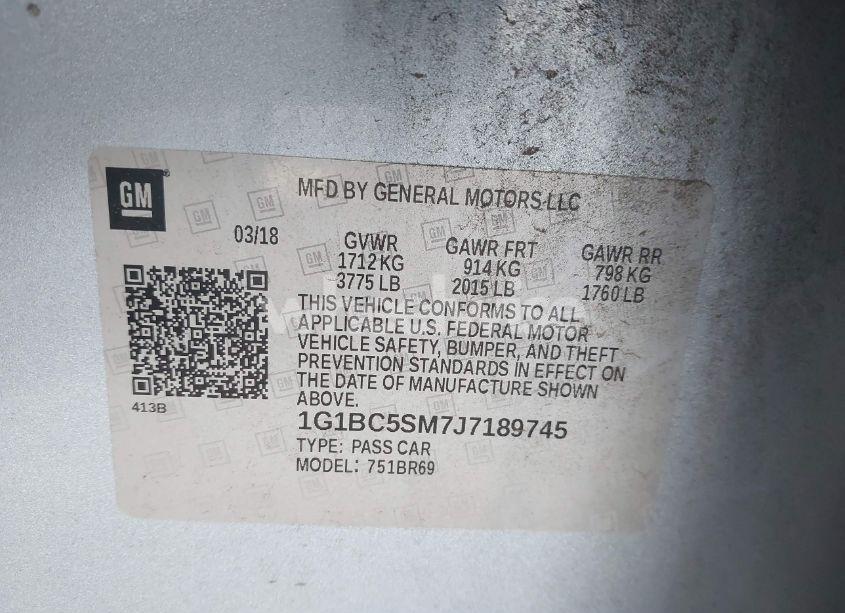 GM
MFD BY GENERAL MOTORS LLC
03/18
GVWR GAWR FRT GAWR RR
1712 KG 914 KG 798 KG
3775 LB 2015 LB 1760 LB
THIS VEHICLE CONFORMS TO ALL
APPLICABLE U.S. FEDERAL MOTOR
VEHICLE SAFETY, BUMPER, AND THEFT
PREVENTION STANDARDS IN EFFECT ON
THE DATE OF MANUFACTURE SHOWN
ABOVE.
413B
1G1BC5SM7J7189745
TYPE: PASS CAR
MODEL: 751BR69